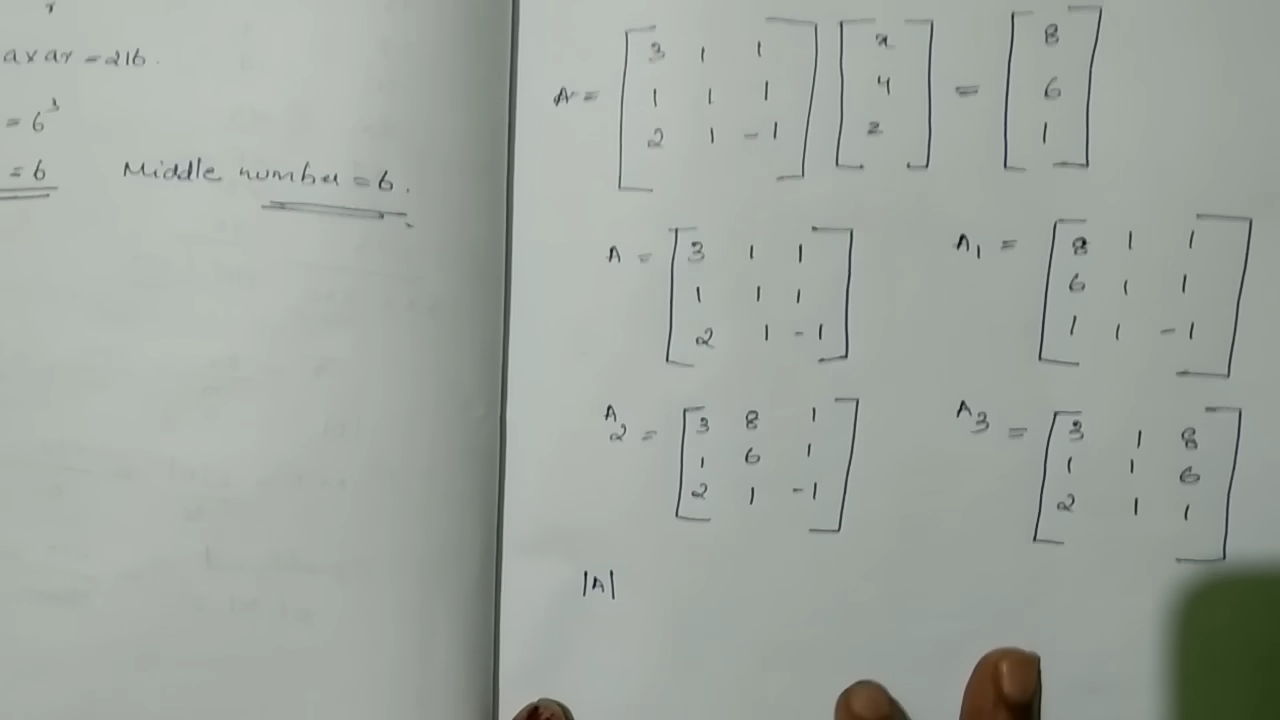 a x ar = 216.
= 6³
= 6 Middle number = 6.
A = [ 3 1 1 ] [ x ] = [ 8 ]
[ 1 1 1 ] [ y ] [ 6 ]
[ 2 1 -1 ] [ z ] [ 1 ]
A = [ 3 1 1 ] A₁ = [ 8 1 1 ]
[ 1 1 1 ] [ 6 1 1 ]
[ 2 1 -1 ] [ 1 1 -1 ]
A₂ = [ 3 8 1 ] A₃ = [ 3 1 8 ]
[ 1 6 1 ] [ 1 1 6 ]
[ 2 1 -1 ] [ 2 1 1 ]
|A|